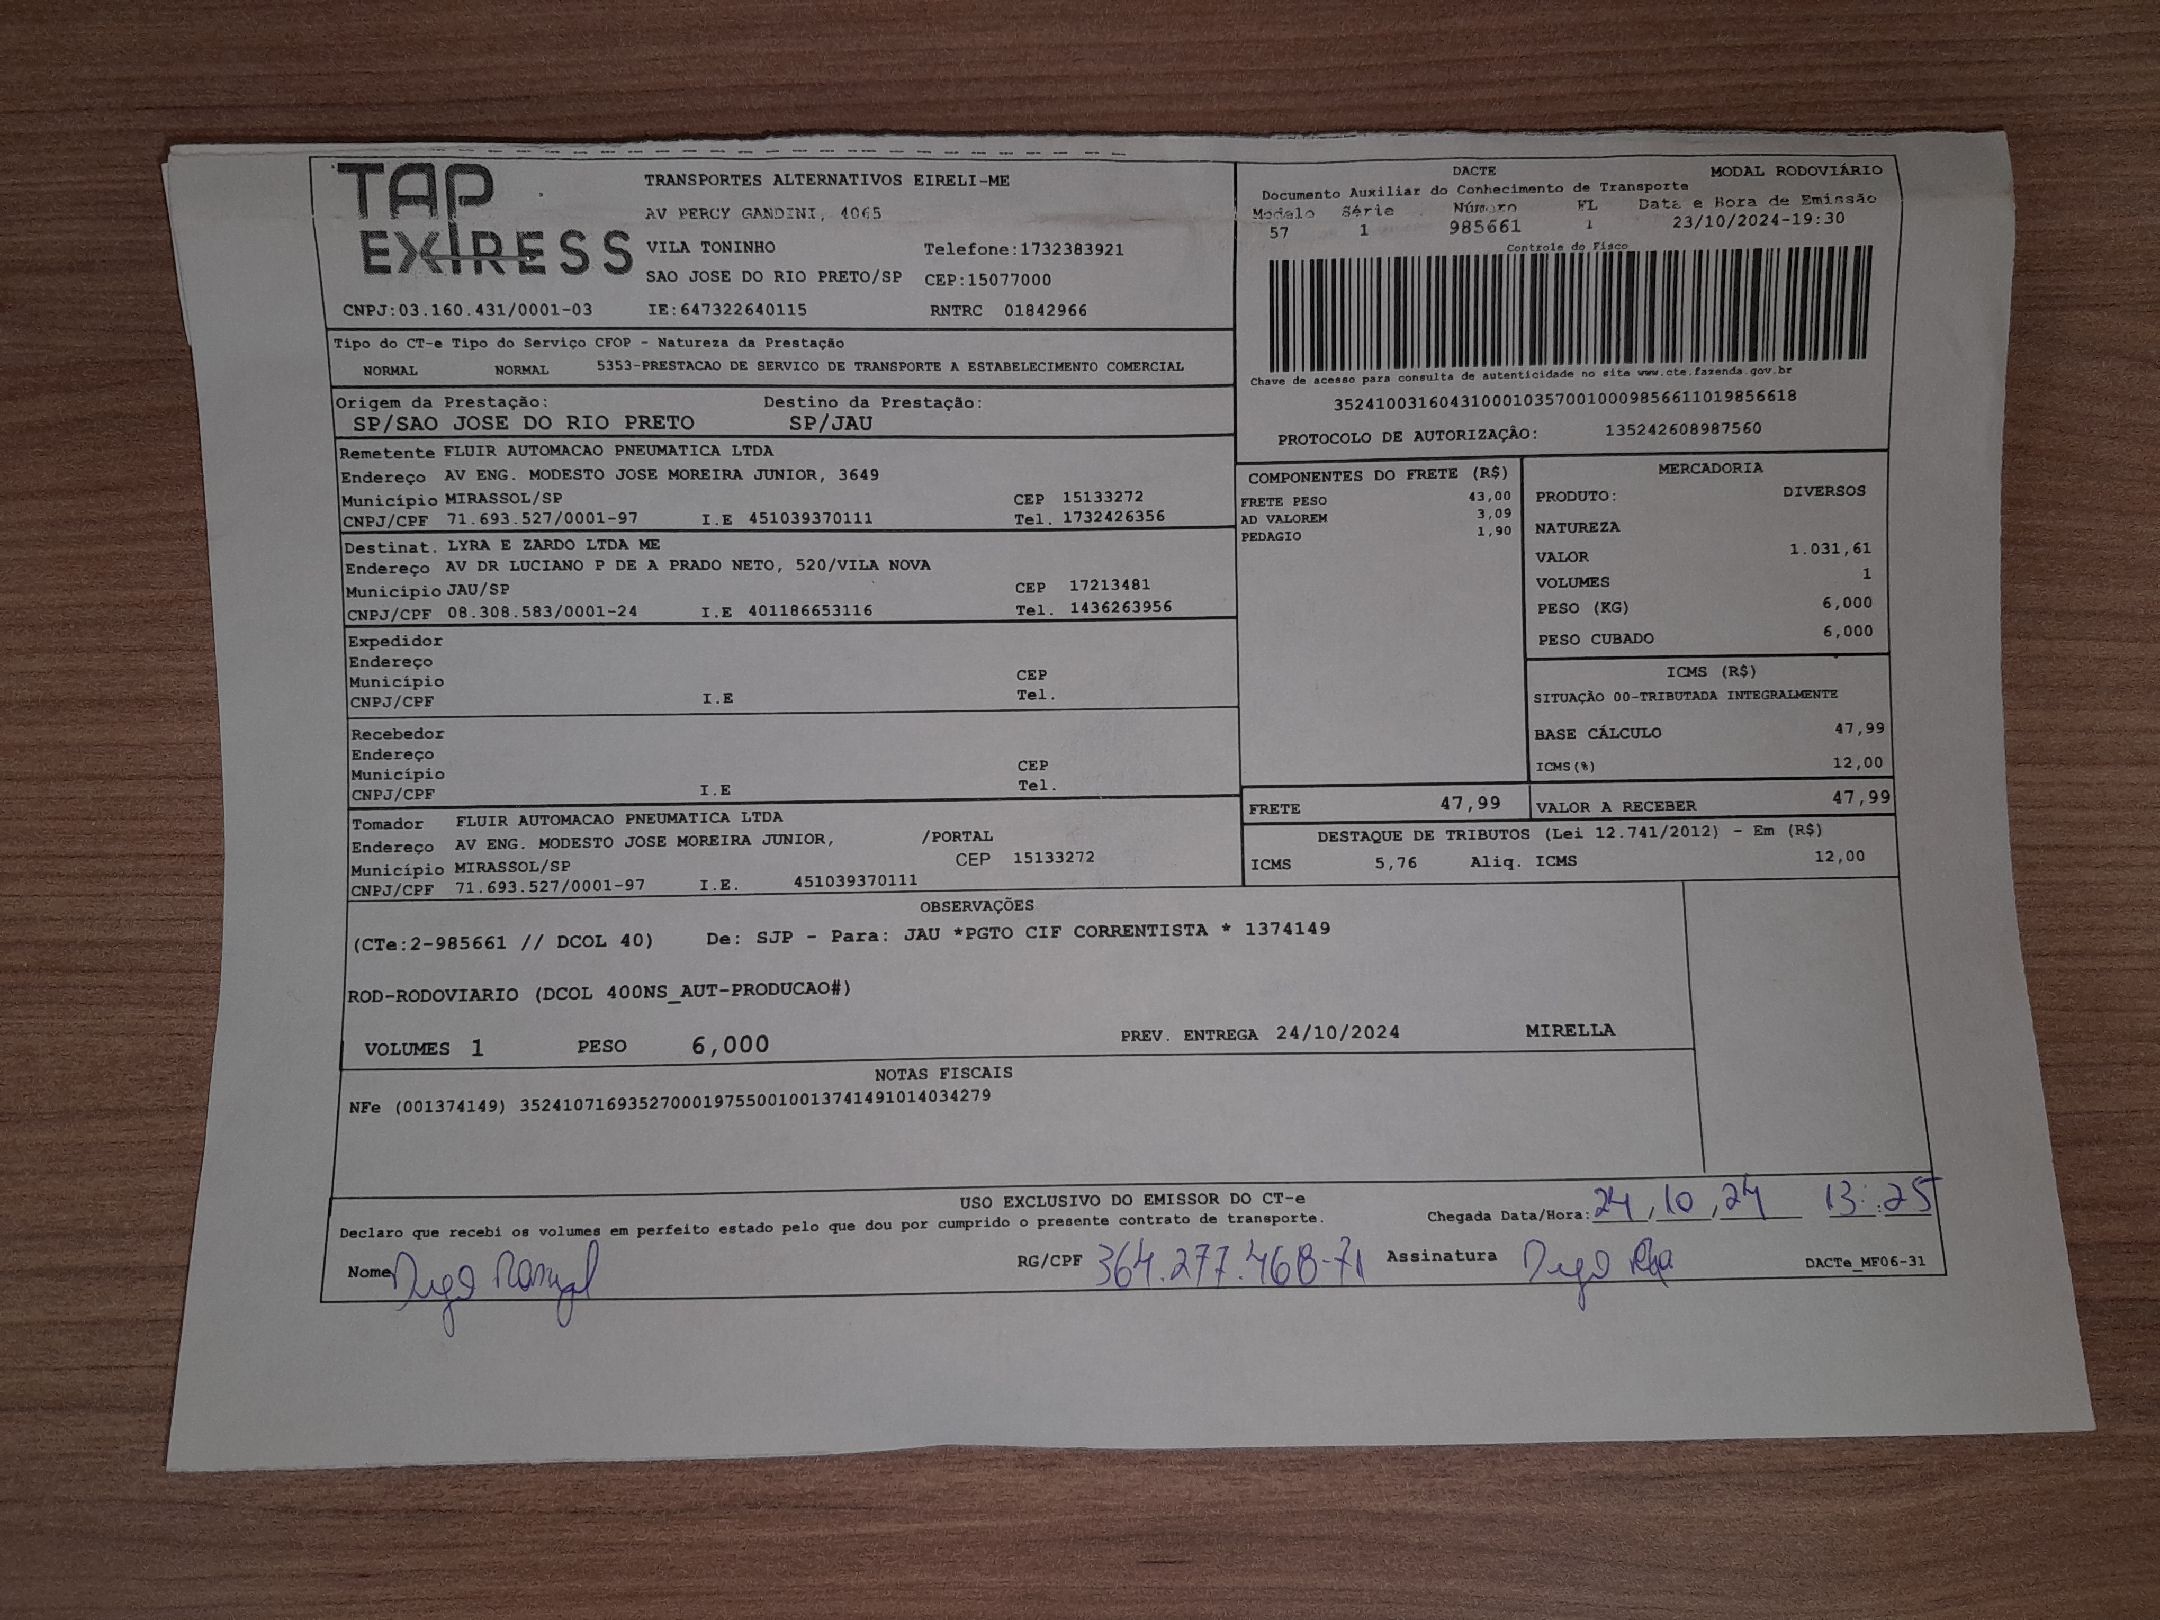 TAP
EXPRESS
TRANSPORTES ALTERNATIVOS EIRELI-ME
AV PERCY GANDINI, 4065
VILA TONINHO Telefone:1732383921
SAO JOSE DO RIO PRETO/SP CEP:15077000
CNPJ:03.160.431/0001-03 IE:647322640115 RNTRC 01842966
DACTE MODAL RODOVIÁRIO
Documento Auxiliar do Conhecimento de Transporte
Modelo Série Número FL Data e Hora de Emissão
57 1 985661 1 23/10/2024-19:30
Controle do Fisco
Chave de acesso para consulta de autenticidade no site www.cte.fazenda.gov.br
35241003160431000103570010009856611019856618
PROTOCOLO DE AUTORIZAÇÃO: 135242608987560
Tipo do CT-e Tipo do Serviço CFOP - Natureza da Prestação
NORMAL NORMAL 5353-PRESTACAO DE SERVICO DE TRANSPORTE A ESTABELECIMENTO COMERCIAL
Origem da Prestação: Destino da Prestação:
SP/SAO JOSE DO RIO PRETO SP/JAU
Remetente FLUIR AUTOMACAO PNEUMATICA LTDA
Endereço AV ENG. MODESTO JOSE MOREIRA JUNIOR, 3649
Município MIRASSOL/SP CEP 15133272
CNPJ/CPF 71.693.527/0001-97 I.E 451039370111 Tel. 1732426356
Destinat. LYRA E ZARDO LTDA ME
Endereço AV DR LUCIANO P DE A PRADO NETO, 520/VILA NOVA
Município JAU/SP CEP 17213481
CNPJ/CPF 08.308.583/0001-24 I.E 401186653116 Tel. 1436263956
Expedidor
Endereço
Município CEP
CNPJ/CPF I.E Tel.
Recebedor
Endereço
Município CEP
CNPJ/CPF I.E Tel.
Tomador FLUIR AUTOMACAO PNEUMATICA LTDA
Endereço AV ENG. MODESTO JOSE MOREIRA JUNIOR, /PORTAL
Município MIRASSOL/SP CEP 15133272
CNPJ/CPF 71.693.527/0001-97 I.E. 451039370111
COMPONENTES DO FRETE (R$)
FRETE PESO 43,00
AD VALOREM 3,09
PEDAGIO 1,90
MERCADORIA
PRODUTO: DIVERSOS
NATUREZA
VALOR 1.031,61
VOLUMES 1
PESO (KG) 6,000
PESO CUBADO 6,000
ICMS (R$)
SITUAÇÃO 00-TRIBUTADA INTEGRALMENTE
BASE CÁLCULO 47,99
ICMS(%) 12,00
FRETE 47,99 VALOR A RECEBER 47,99
DESTAQUE DE TRIBUTOS (Lei 12.741/2012) - Em (R$)
ICMS 5,76 Aliq. ICMS 12,00
OBSERVAÇÕES
(CTe:2-985661 // DCOL 40) De: SJP - Para: JAU *PGTO CIF CORRENTISTA * 1374149
ROD-RODOVIARIO (DCOL 400NS_AUT-PRODUCAO#)
VOLUMES 1 PESO 6,000 PREV. ENTREGA 24/10/2024 MIRELLA
NOTAS FISCAIS
NFe (001374149) 35241071693527000197550010013741491014034279
USO EXCLUSIVO DO EMISSOR DO CT-e
Declaro que recebi os volumes em perfeito estado pelo que dou por cumprido o presente contrato de transporte. Chegada Data/Hora: 24,10,24 13:25
Nome RG/CPF 364.277.468-71 Assinatura DACTe_MF06-31